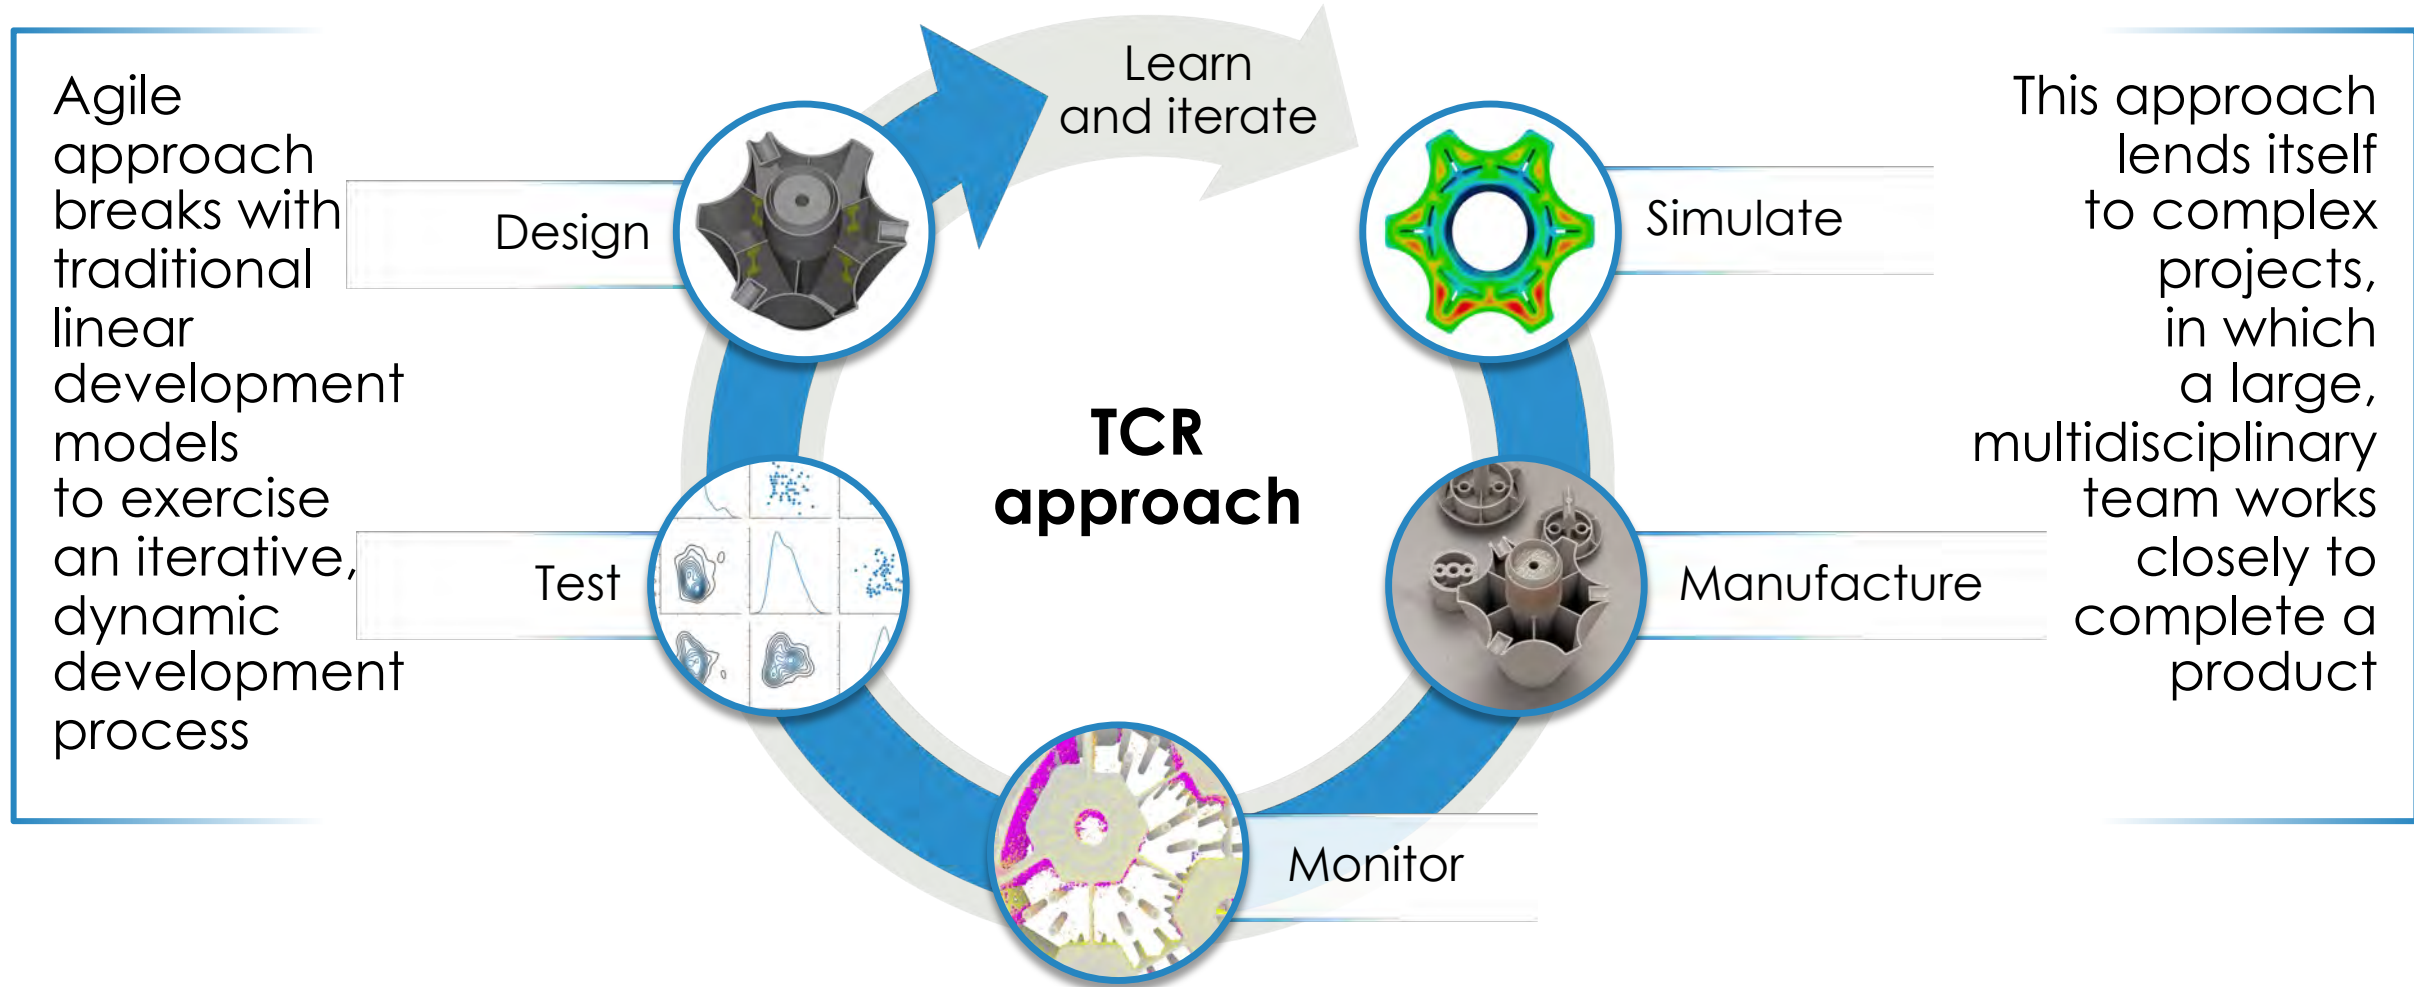 Agile
approach
breaks with
traditional
linear
development
models
to exercise
an iterative,
dynamic
development
process
Design
Test
Learn
and iterate
TCR
approach
Simulate
Manufacture
Monitor
This approach
lends itself
to complex
projects,
in which
a large,
multidisciplinary
team works
closely to
complete a
product